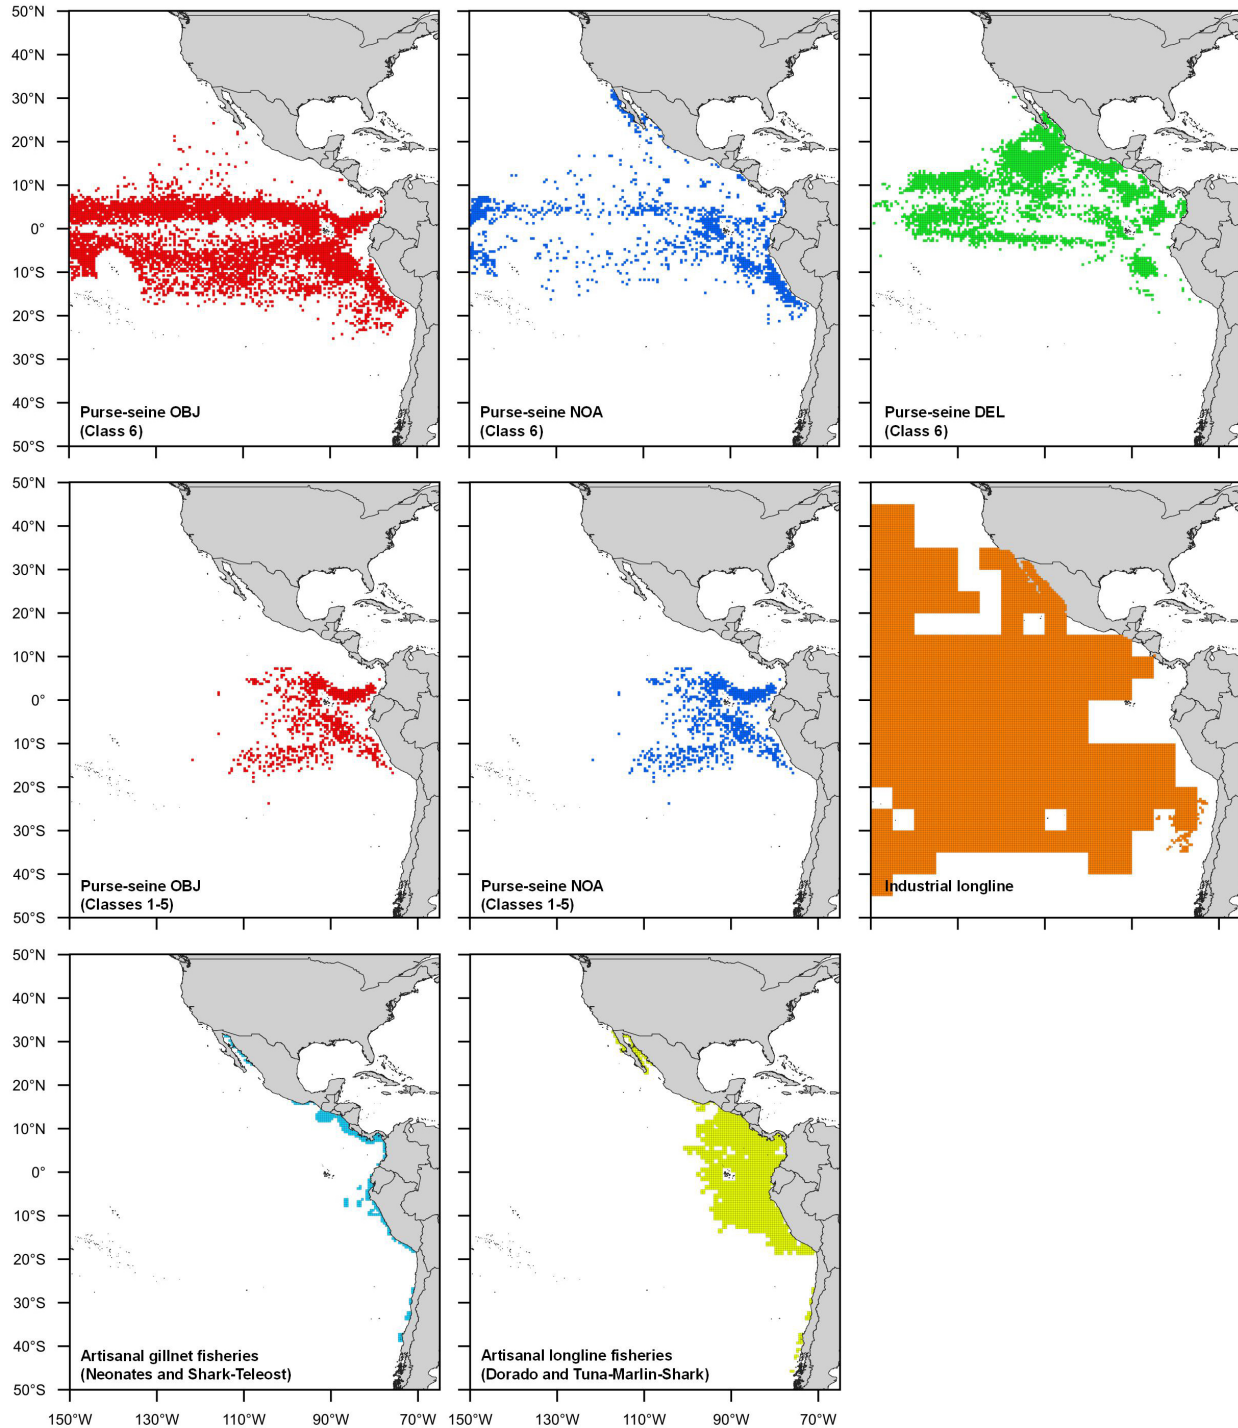 50°N
40°N
30°N
20°N
10°N
0°
10°S
20°S
30°S
40°S
50°S
Purse-seine OBJ
(Class 6)
Purse-seine NOA
(Class 6)
Purse-seine DEL
(Class 6)
50°N
40°N
30°N
20°N
10°N
0°
10°S
20°S
30°S
40°S
50°S
Purse-seine OBJ
(Classes 1-5)
Purse-seine NOA
(Classes 1-5)
Industrial longline
50°N
40°N
30°N
20°N
10°N
0°
10°S
20°S
30°S
40°S
50°S
Artisanal gillnet fisheries
(Neonates and Shark-Teleost)
Artisanal longline fisheries
(Dorado and Tuna-Marlin-Shark)
150°W 130°W 110°W 90°W 70°W 150°W 130°W 110°W 90°W 70°W